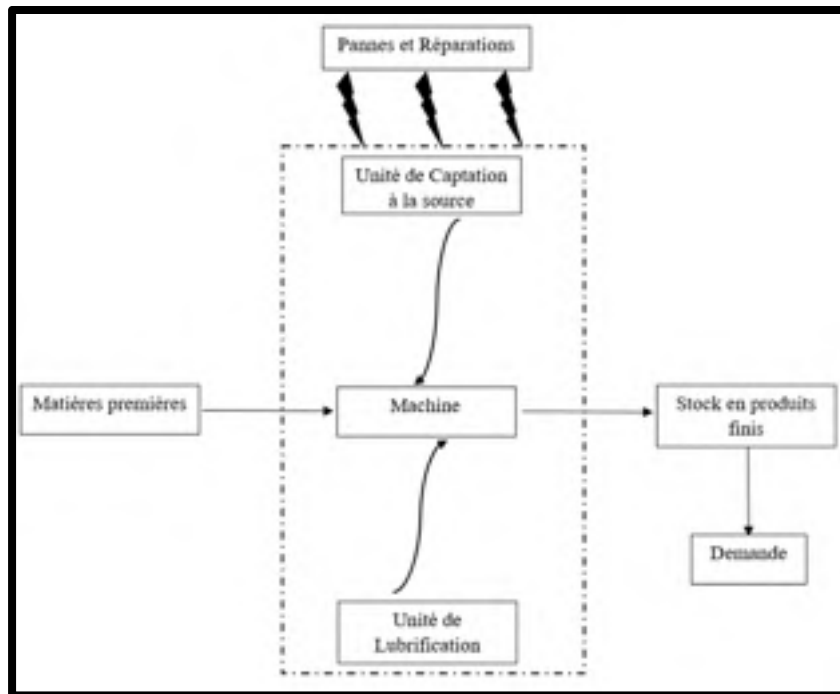 Pannes et Réparations
Unité de Captation
à la source
Matières premières
Machine
Stock en produits
finis
Demande
Unité de
Lubrification